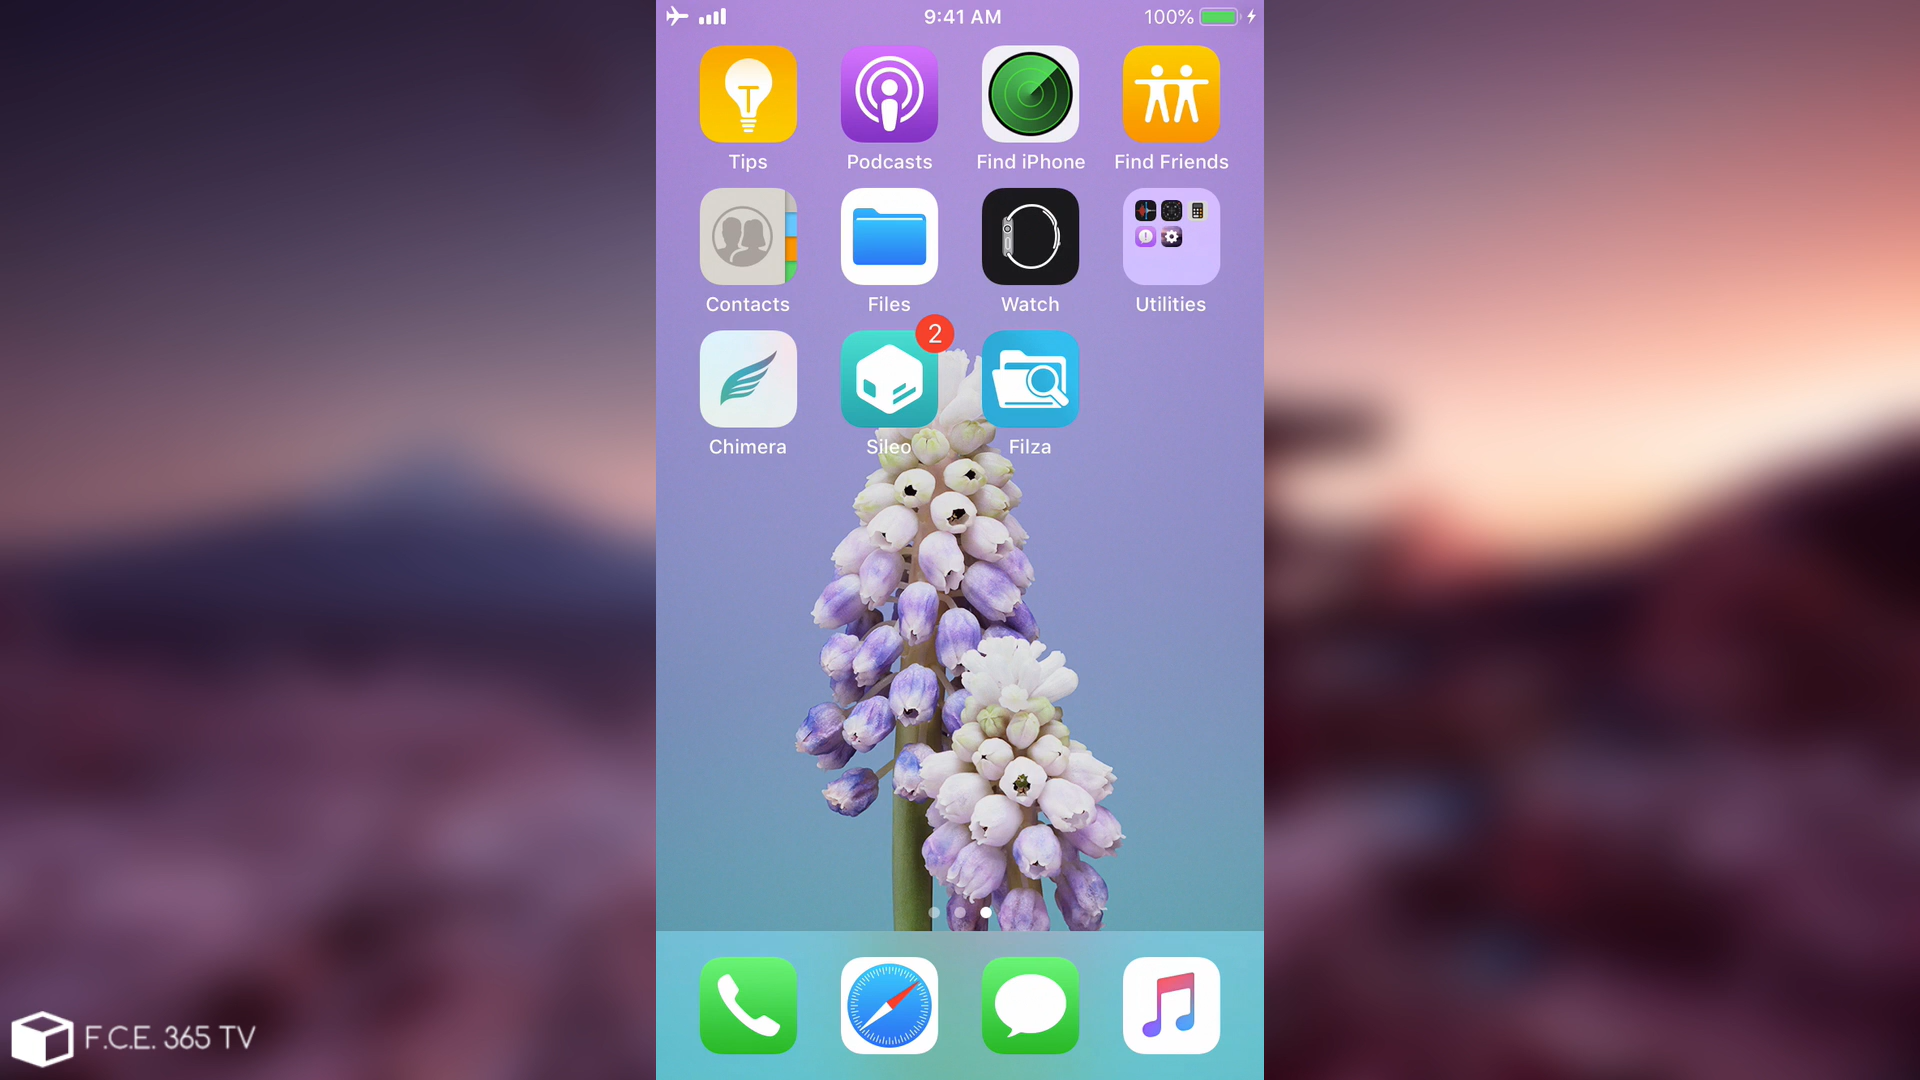 9:41 AM
100%
Tips
Podcasts
Find iPhone
Find Friends
Contacts
Files
Watch
Utilities
2
Chimera
Sileo
Filza
F.C.E. 365 TV